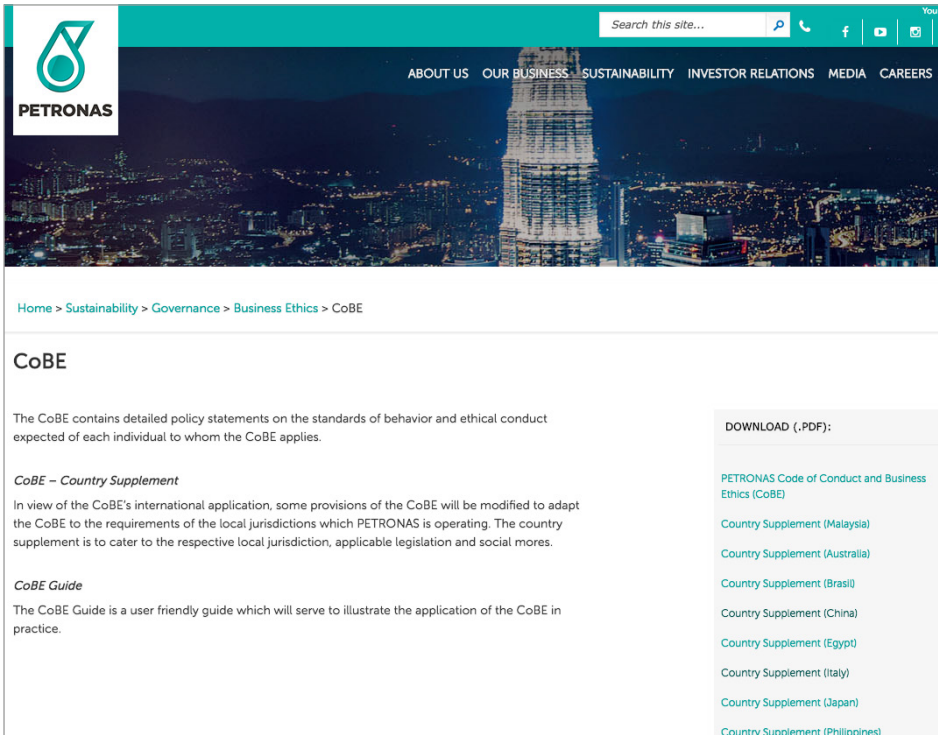 You
Search this site...
PETRONAS
ABOUT US OUR BUSINESS SUSTAINABILITY INVESTOR RELATIONS MEDIA CAREERS
Home > Sustainability > Governance > Business Ethics > CoBE
CoBE
The CoBE contains detailed policy statements on the standards of behavior and ethical conduct
expected of each individual to whom the CoBE applies.
CoBE – Country Supplement
In view of the CoBE's international application, some provisions of the CoBE will be modified to adapt
the CoBE to the requirements of the local jurisdictions which PETRONAS is operating. The country
supplement is to cater to the respective local jurisdiction, applicable legislation and social mores.
CoBE Guide
The CoBE Guide is a user friendly guide which will serve to illustrate the application of the CoBE in
practice.
DOWNLOAD (.PDF):
PETRONAS Code of Conduct and Business
Ethics (CoBE)
Country Supplement (Malaysia)
Country Supplement (Australia)
Country Supplement (Brasil)
Country Supplement (China)
Country Supplement (Egypt)
Country Supplement (Italy)
Country Supplement (Japan)
Country Supplement (Philippines)